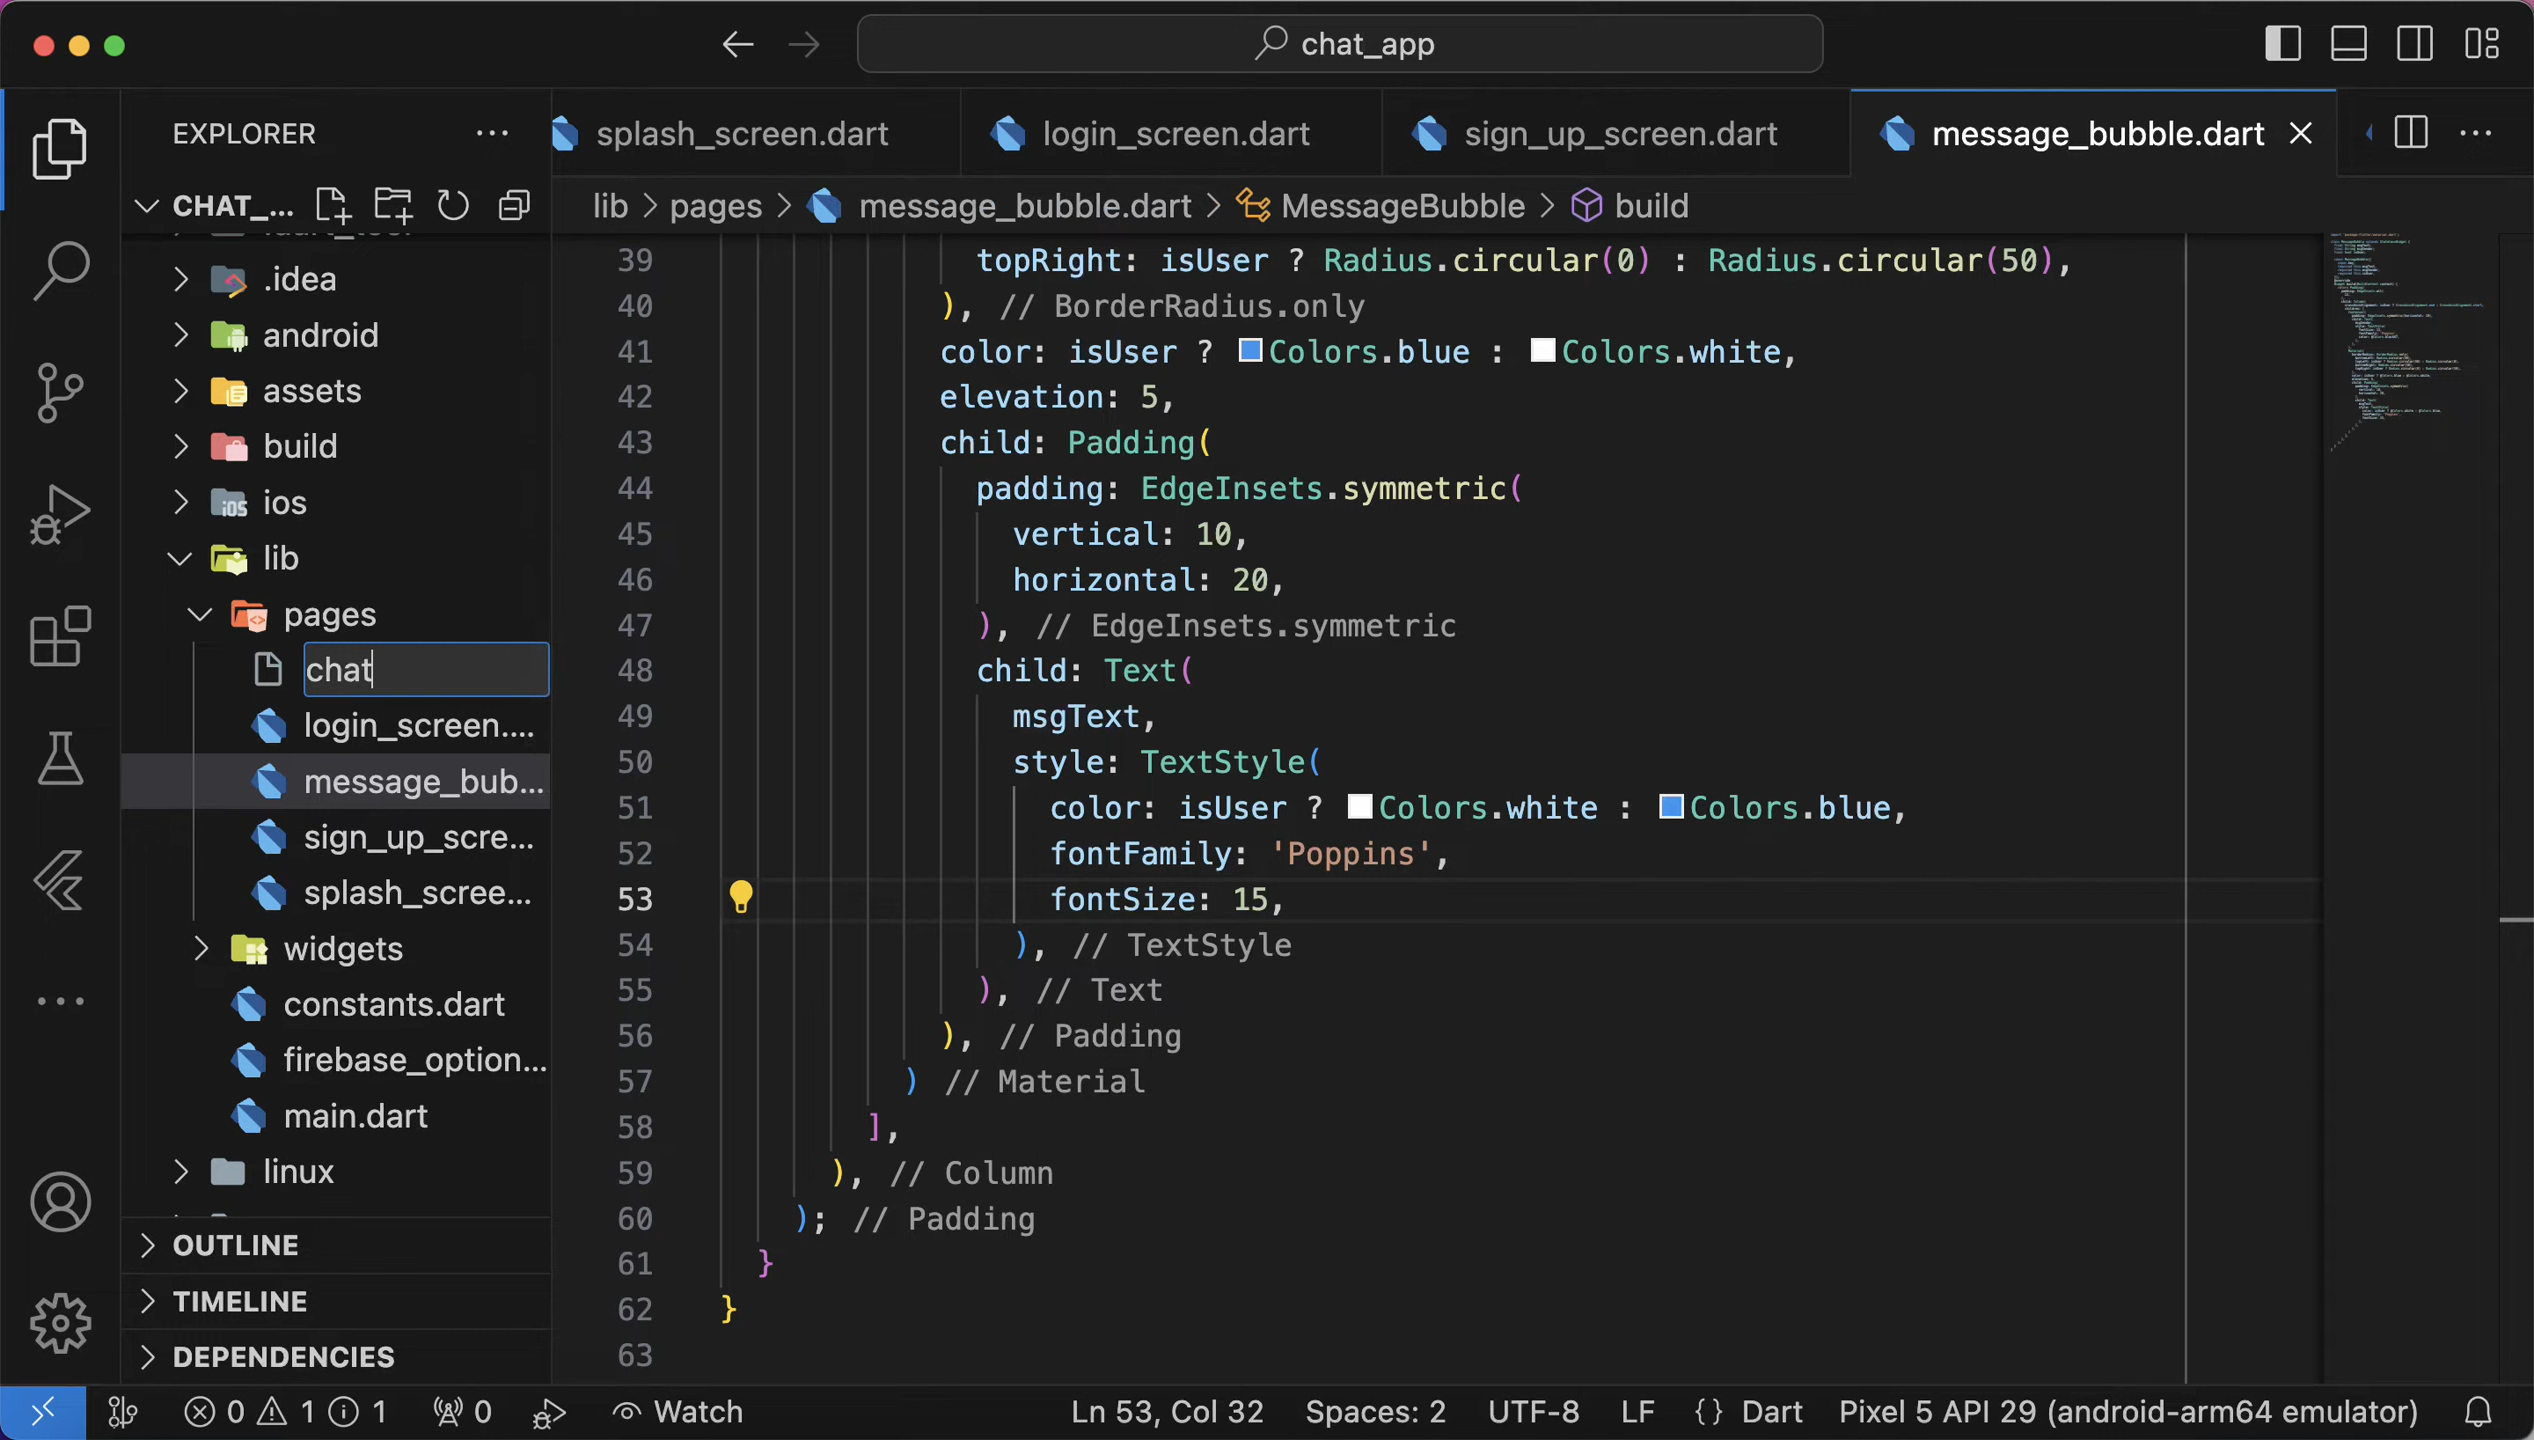 chat_app
EXPLORER
splash_screen.dart
login_screen.dart
sign_up_screen.dart
message_bubble.dart
CHAT_...
lib > pages > message_bubble.dart > MessageBubble > build
.idea
android
assets
build
ios
lib
pages
chat
login_screen....
message_bub...
sign_up_scre...
splash_scree...
widgets
constants.dart
firebase_option...
main.dart
linux
OUTLINE
TIMELINE
DEPENDENCIES
39 topRight: isUser ? Radius.circular(0) : Radius.circular(50),
40 ), // BorderRadius.only
41 color: isUser ? Colors.blue : Colors.white,
42 elevation: 5,
43 child: Padding(
44 padding: EdgeInsets.symmetric(
45 vertical: 10,
46 horizontal: 20,
47 ), // EdgeInsets.symmetric
48 child: Text(
49 msgText,
50 style: TextStyle(
51 color: isUser ? Colors.white : Colors.blue,
52 fontFamily: 'Poppins',
53 fontSize: 15,
54 ), // TextStyle
55 ), // Text
56 ), // Padding
57 ) // Material
58 ],
59 ), // Column
60 ); // Padding
61 }
62 }
63
0 1 1 0 Watch Ln 53, Col 32 Spaces: 2 UTF-8 LF {} Dart Pixel 5 API 29 (android-arm64 emulator)